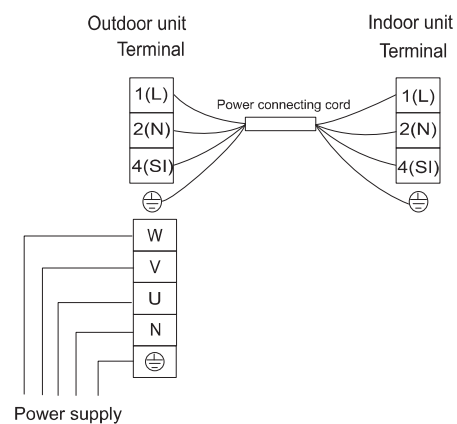 Outdoor unit
Terminal
Indoor unit
Terminal
1(L)
2(N)
4(SI)
Power connecting cord
1(L)
2(N)
4(SI)
W
V
U
N
Power supply